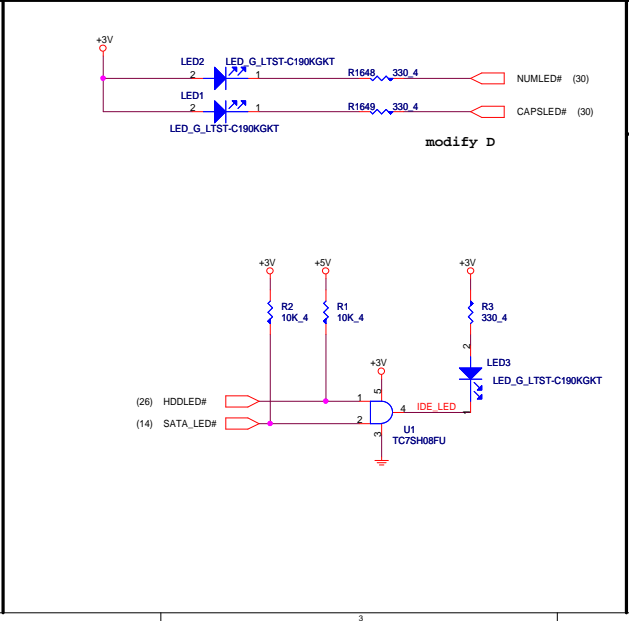 +3V
LED2 LED_G_LTST-C190KGKT
2 1 R1648 330_4 NUMLED# (30)
LED1
2 1 R1649 330_4 CAPSLED# (30)
LED_G_LTST-C190KGKT
modify D
+3V +5V +3V
R2 R1 R3
10K_4 10K_4 330_4
2
+3V LED3
LED_G_LTST-C190KGKT
5
(26) HDDLED# 1
4 IDE_LED 1
(14) SATA_LED# 2
3 U1
TC7SH08FU
3